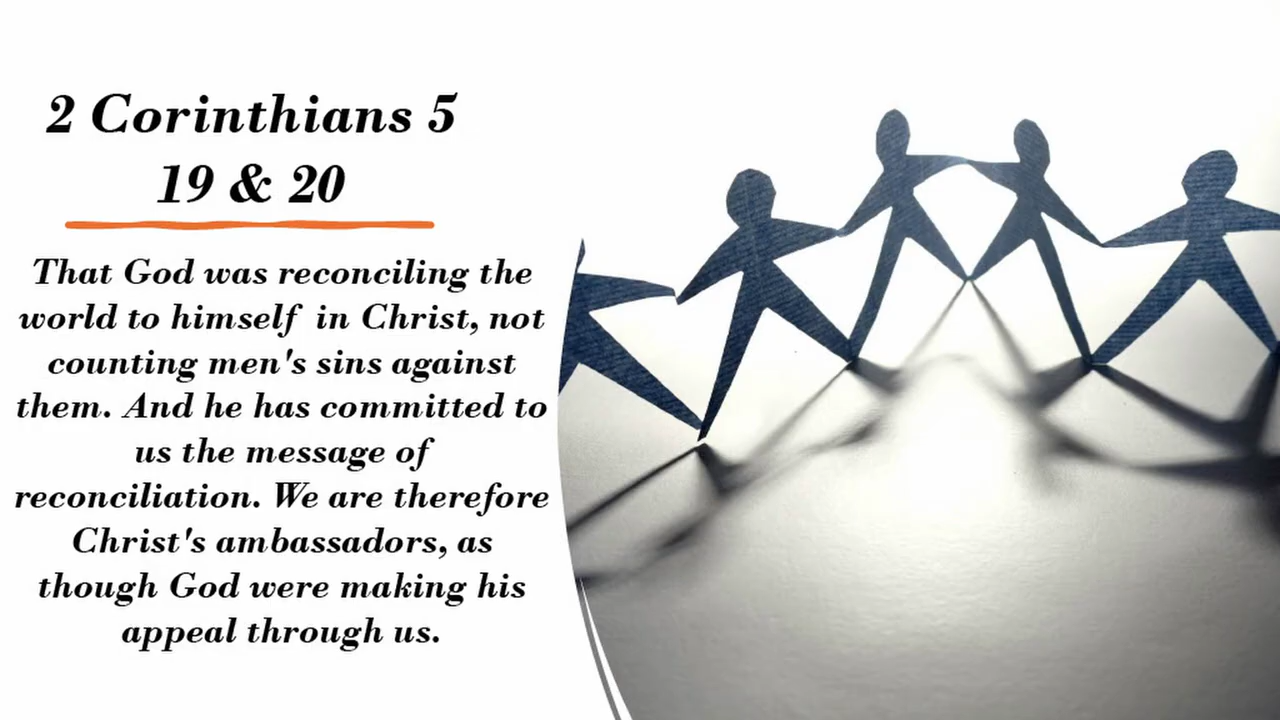 2 Corinthians 5
19 & 20
That God was reconciling the
world to himself in Christ, not
counting men's sins against
them. And he has committed to
us the message of
reconciliation. We are therefore
Christ's ambassadors, as
though God were making his
appeal through us.